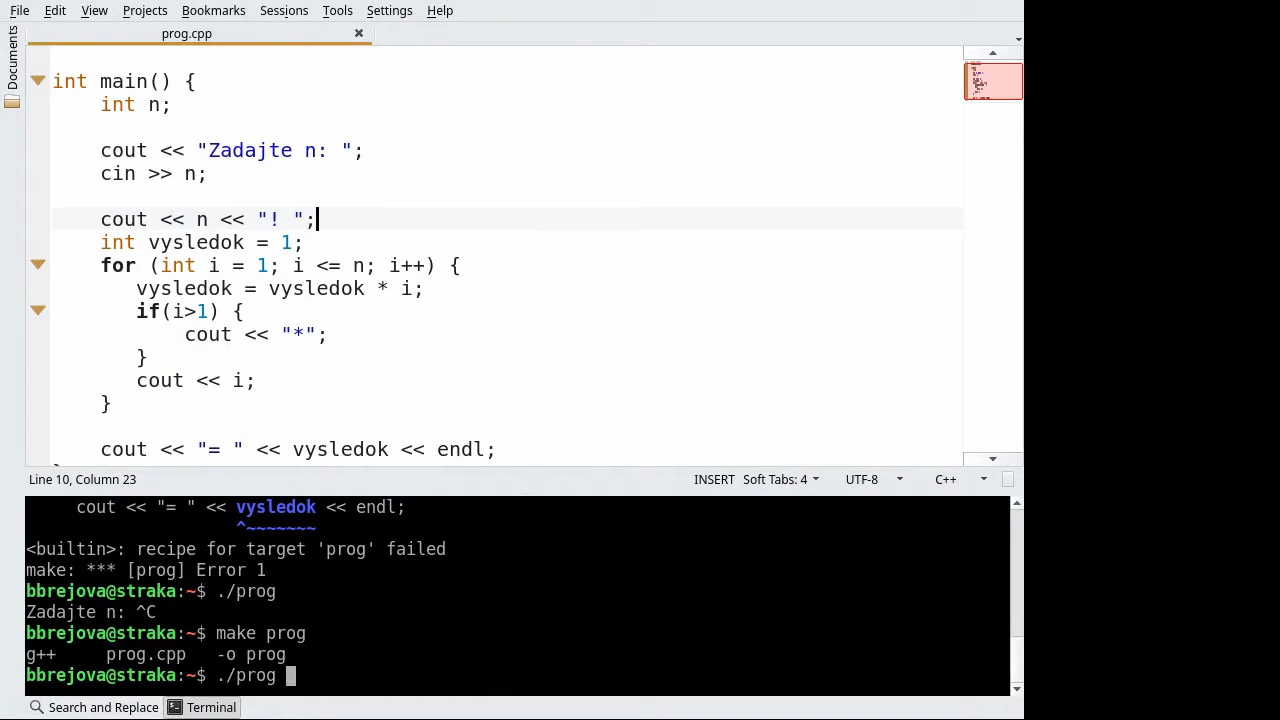 File Edit View Projects Bookmarks Sessions Tools Settings Help
Documents
prog.cpp
int main() {
int n;
cout << "Zadajte n: ";
cin >> n;
cout << n << "! ";
int vysledok = 1;
for (int i = 1; i <= n; i++) {
vysledok = vysledok * i;
if(i>1) {
cout << "*";
}
cout << i;
}
cout << "= " << vysledok << endl;
Line 10, Column 23 INSERT Soft Tabs: 4 UTF-8 C++
cout << "= " << vysledok << endl;
^~~~~~~~
<builtin>: recipe for target 'prog' failed
make: *** [prog] Error 1
bbrejova@straka:~$ ./prog
Zadajte n: ^C
bbrejova@straka:~$ make prog
g++ prog.cpp -o prog
bbrejova@straka:~$ ./prog
Search and Replace Terminal